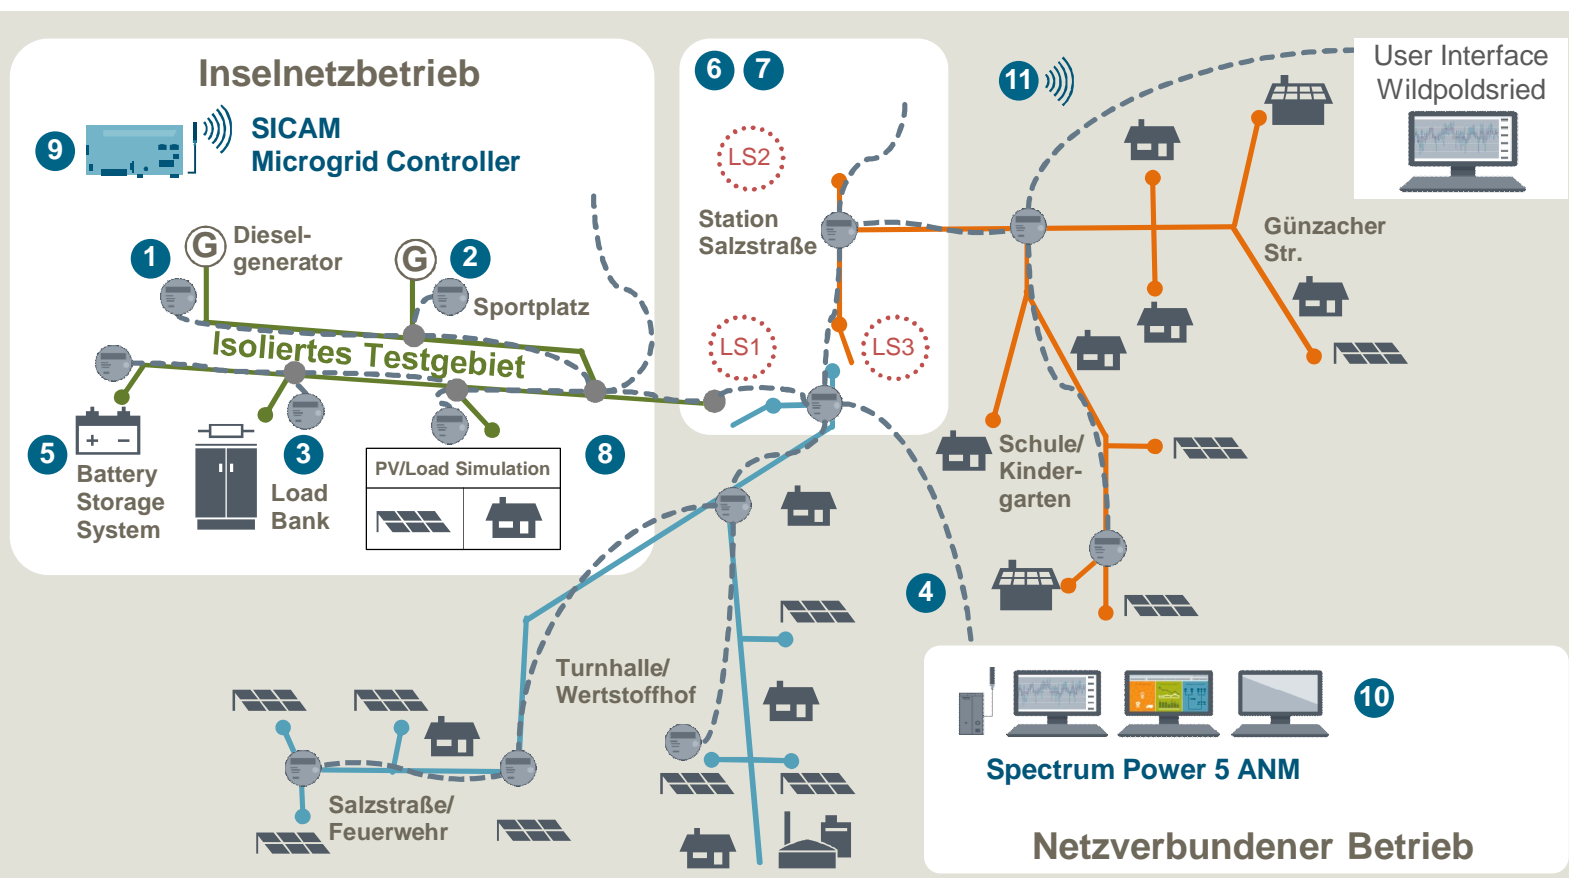 Inselnetzbetrieb
9
SICAM
Microgrid Controller
1
G
Diesel-
generator
G
2
Sportplatz
Isoliertes Testgebiet
5
Battery
Storage
System
3
Load
Bank
PV/Load Simulation
8
6
7
LS2
Station
Salzstraße
LS1
LS3
11
User Interface
Wildpoldsried
Günzacher
Str.
Schule/
Kinder-
garten
4
Turnhalle/
Wertstoffhof
Salzstraße/
Feuerwehr
10
Spectrum Power 5 ANM
Netzverbundener Betrieb